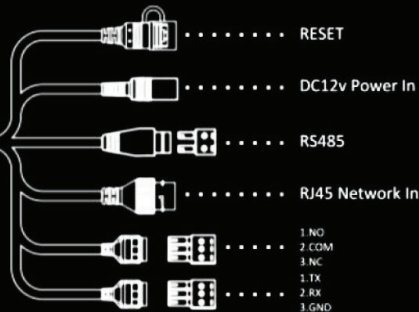 RESET
DC12v Power In
RS485
RJ45 Network In
1.NO
2.COM
3.NC
1.TX
2.RX
3.GND